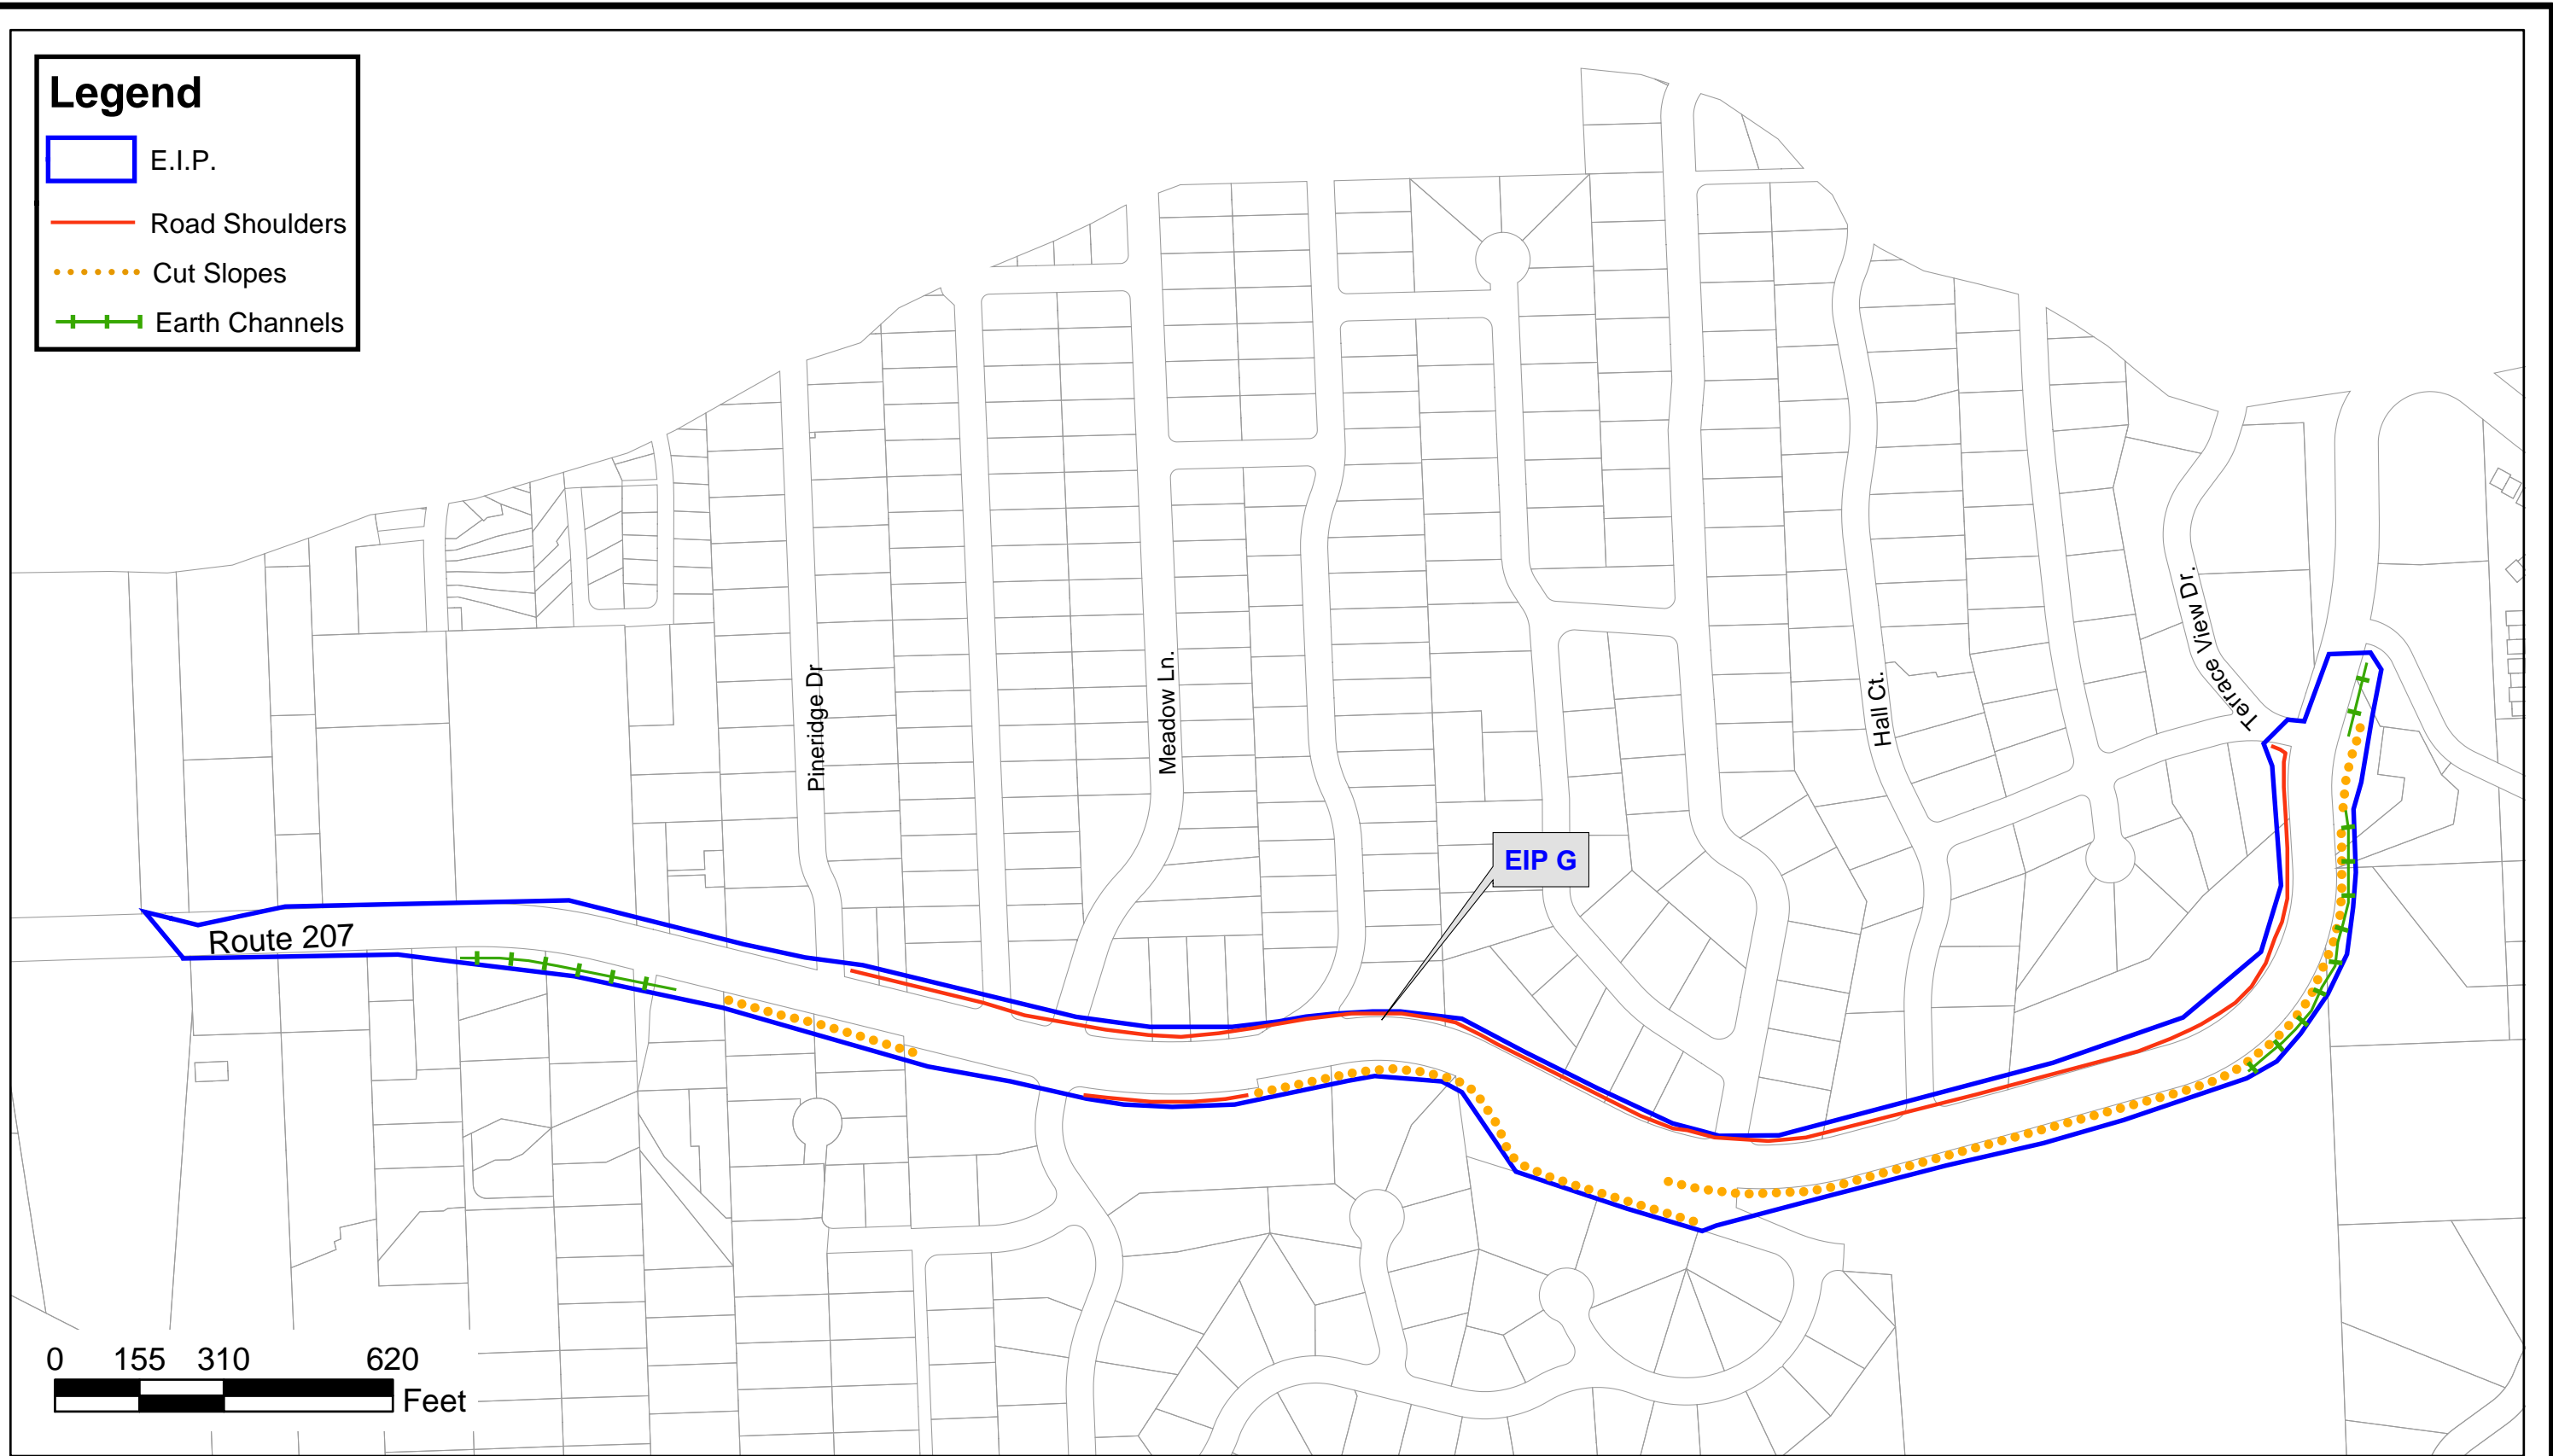 Legend
E.I.P.
Road Shoulders
Cut Slopes
Earth Channels
Pineridge Dr
Meadow Ln.
Hall Ct.
Terrace View Dr.
EIP G
Route 207
0 155 310 620
Feet